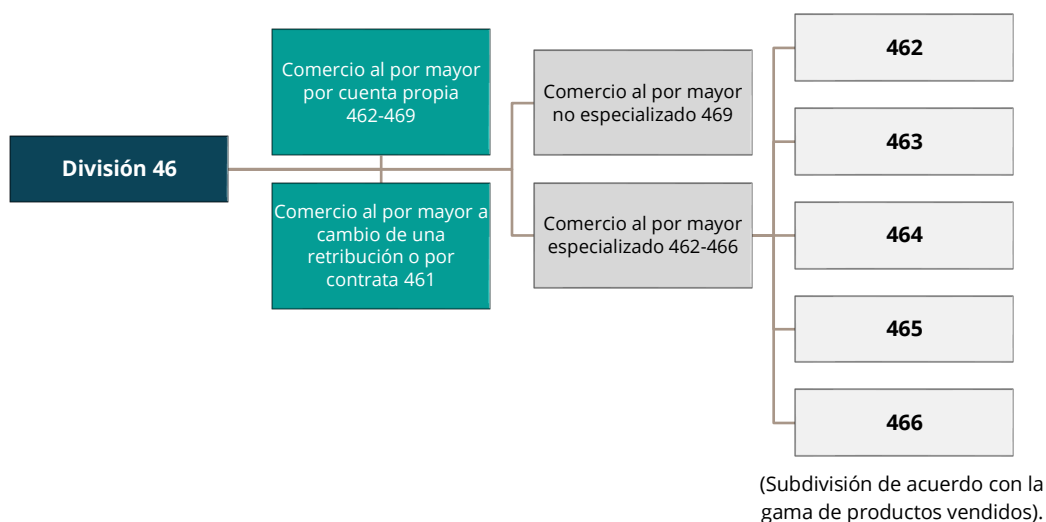 División 46
Comercio al por mayor
por cuenta propia
462-469
Comercio al por mayor a
cambio de una
retribución o por
contrata 461
Comercio al por mayor
no especializado 469
Comercio al por mayor
especializado 462-466
462
463
464
465
466
(Subdivisión de acuerdo con la
gama de productos vendidos).